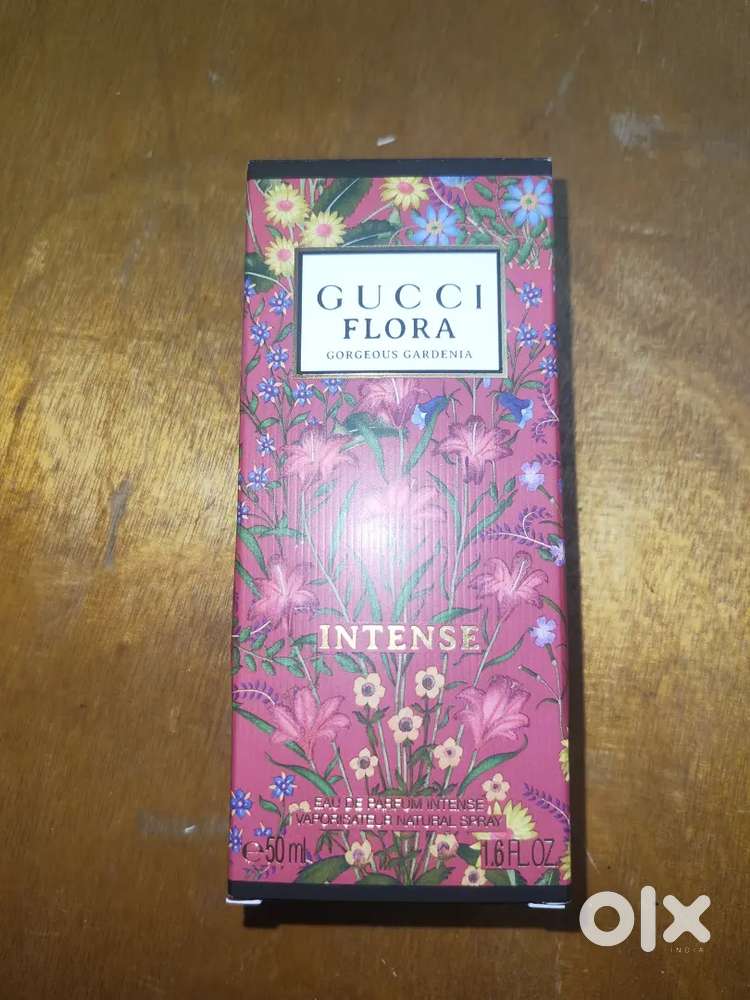 GUCCI
FLORA
GORGEOUS GARDENIA
INTENSE
EAU DE PARFUM INTENSE
VAPORISATEUR NATURAL SPRAY
℮50 ml 1.6 FL.OZ.
olx
INDIA